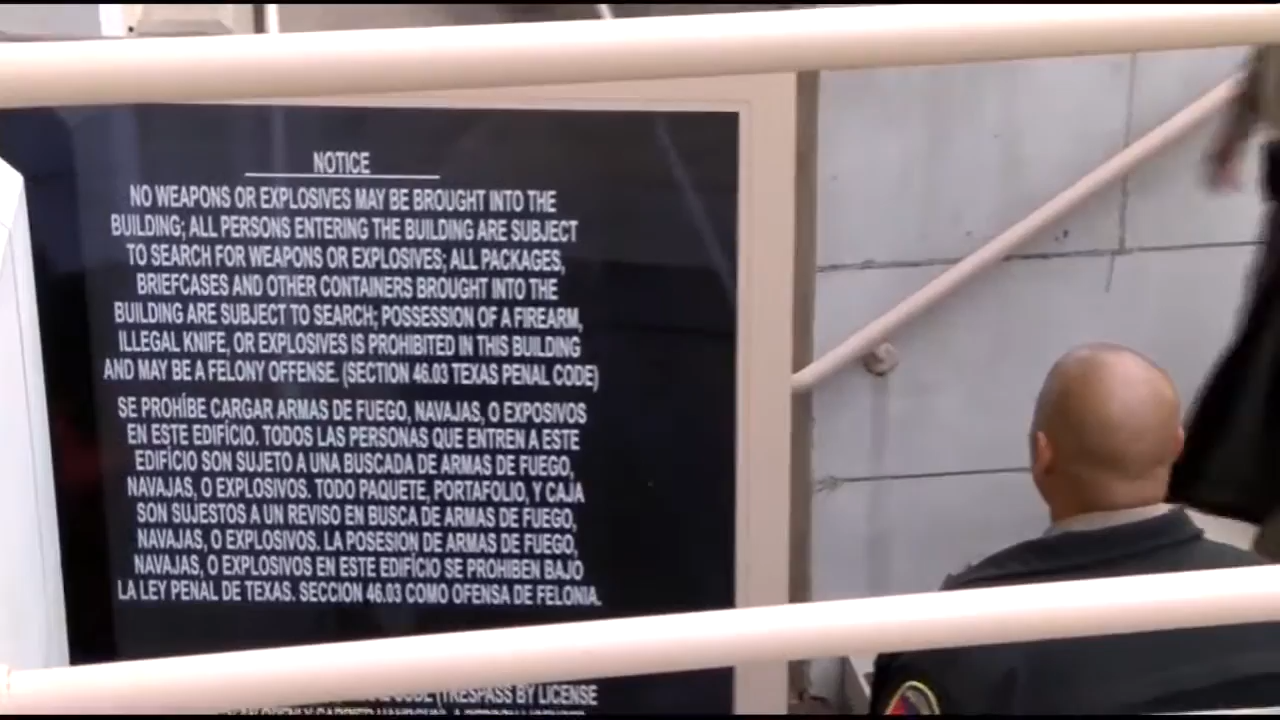 NOTICE
NO WEAPONS OR EXPLOSIVES MAY BE BROUGHT INTO THE
BUILDING; ALL PERSONS ENTERING THE BUILDING ARE SUBJECT
TO SEARCH FOR WEAPONS OR EXPLOSIVES; ALL PACKAGES,
BRIEFCASES AND OTHER CONTAINERS BROUGHT INTO THE
BUILDING ARE SUBJECT TO SEARCH; POSSESSION OF A FIREARM,
ILLEGAL KNIFE, OR EXPLOSIVES IS PROHIBITED IN THIS BUILDING
AND MAY BE A FELONY OFFENSE. (SECTION 46.03 TEXAS PENAL CODE)
SE PROHÍBE CARGAR ARMAS DE FUEGO, NAVAJAS, O EXPOSIVOS
EN ESTE EDIFÍCIO. TODOS LAS PERSONAS QUE ENTREN A ESTE
EDIFÍCIO SON SUJETO A UNA BUSCADA DE ARMAS DE FUEGO,
NAVAJAS, O EXPLOSIVOS. TODO PAQUETE, PORTAFOLIO, Y CAJA
SON SUJESTOS A UN REVISO EN BUSCA DE ARMAS DE FUEGO,
NAVAJAS, O EXPLOSIVOS. LA POSESION DE ARMAS DE FUEGO,
NAVAJAS, O EXPLOSIVOS EN ESTE EDIFÍCIO SE PROHIBEN BAJO
LA LEY PENAL DE TEXAS. SECCION 46.03 COMO OFENSA DE FELONIA.
(TRESPASS BY LICENSE